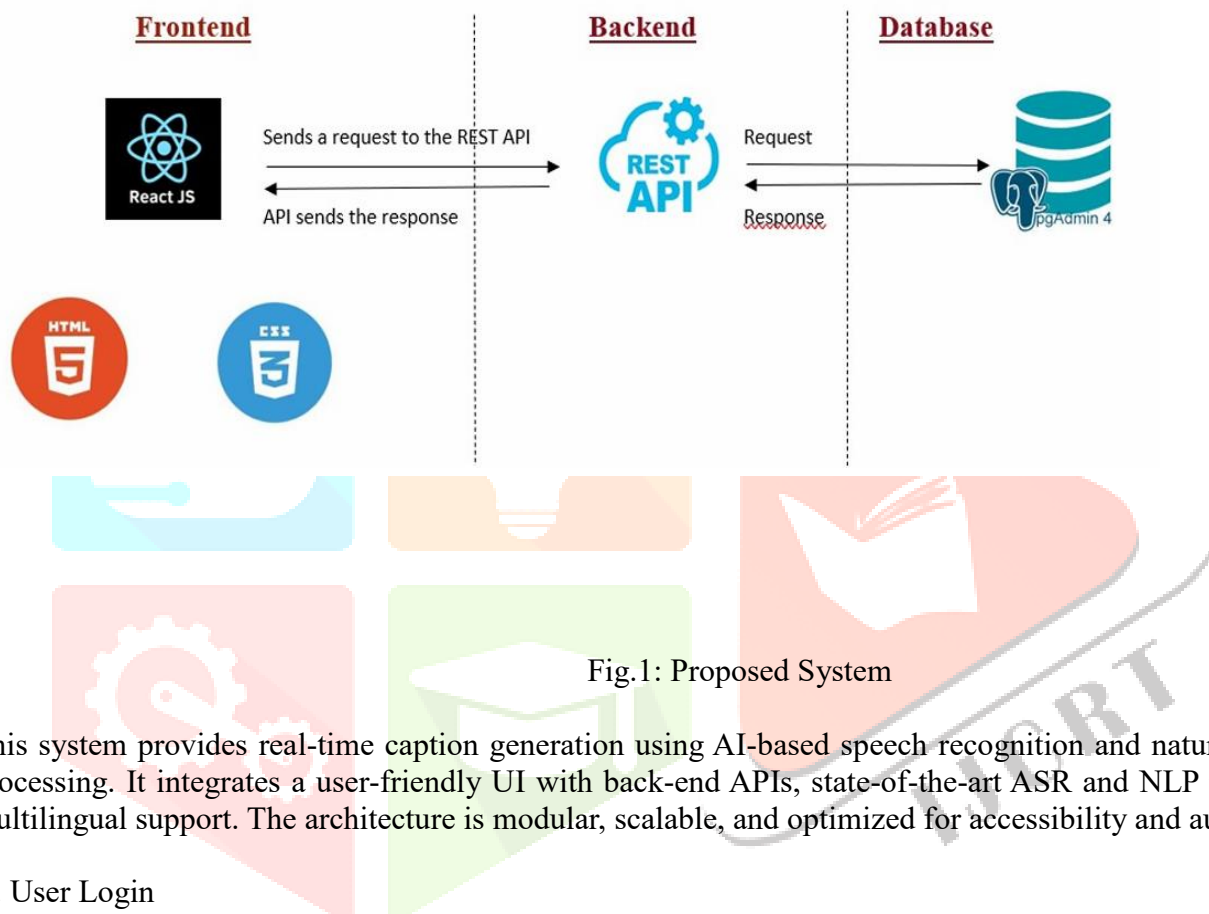 Frontend Backend Database
Sends a request to the REST API
Request
React JS
REST
API
API sends the response
Response
pgAdmin 4
HTML
5
CSS
3
Fig.1: Proposed System
his system provides real-time caption generation using AI-based speech recognition and natur
ocessing. It integrates a user-friendly UI with back-end APIs, state-of-the-art ASR and NLP
ultilingual support. The architecture is modular, scalable, and optimized for accessibility and au
User Login
IJCRT